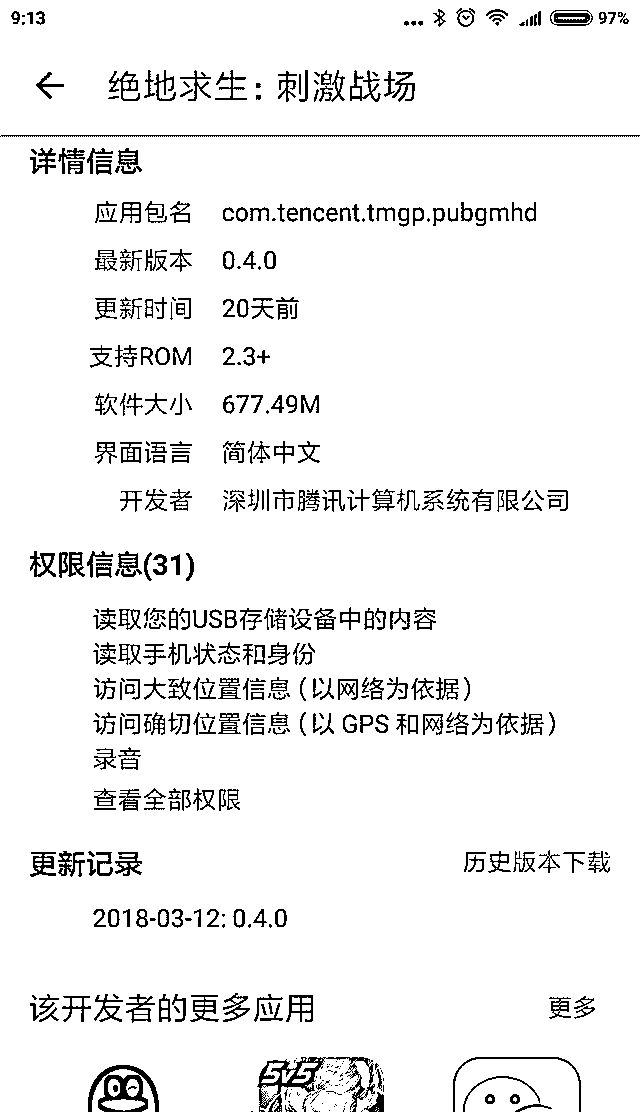 9:13
97%
绝地求生：刺激战场
详情信息
应用包名 com.tencent.tmgp.pubgmhd
最新版本 0.4.0
更新时间 20天前
支持ROM 2.3+
软件大小 677.49M
界面语言 简体中文
开发者 深圳市腾讯计算机系统有限公司
权限信息(31)
读取您的USB存储设备中的内容
读取手机状态和身份
访问大致位置信息（以网络为依据）
访问确切位置信息（以 GPS 和网络为依据）
录音
查看全部权限
更新记录 历史版本下载
2018-03-12: 0.4.0
该开发者的更多应用 更多
5v5